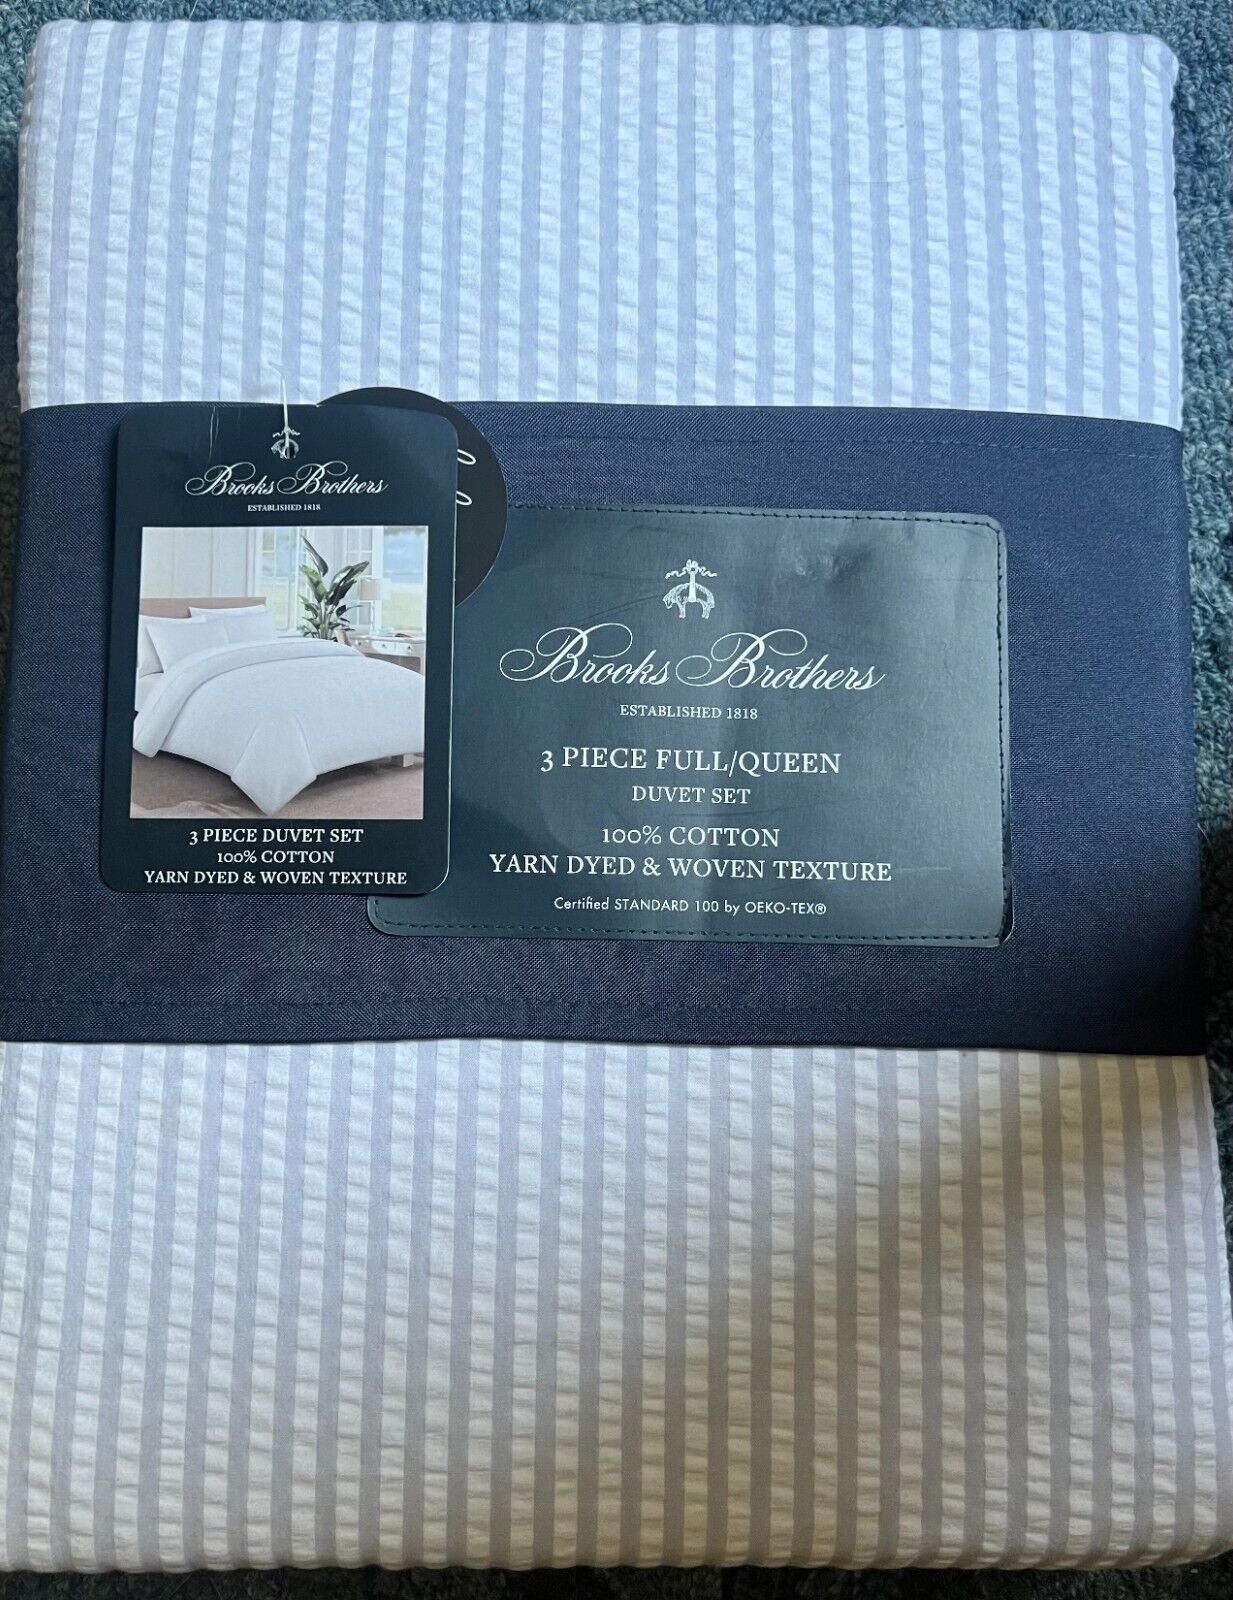 Brooks Brothers
ESTABLISHED 1818
3 PIECE DUVET SET
100% COTTON
YARN DYED & WOVEN TEXTURE
Brooks Brothers
ESTABLISHED 1818
3 PIECE FULL/QUEEN
DUVET SET
100% COTTON
YARN DYED & WOVEN TEXTURE
Certified STANDARD 100 by OEKO-TEX®